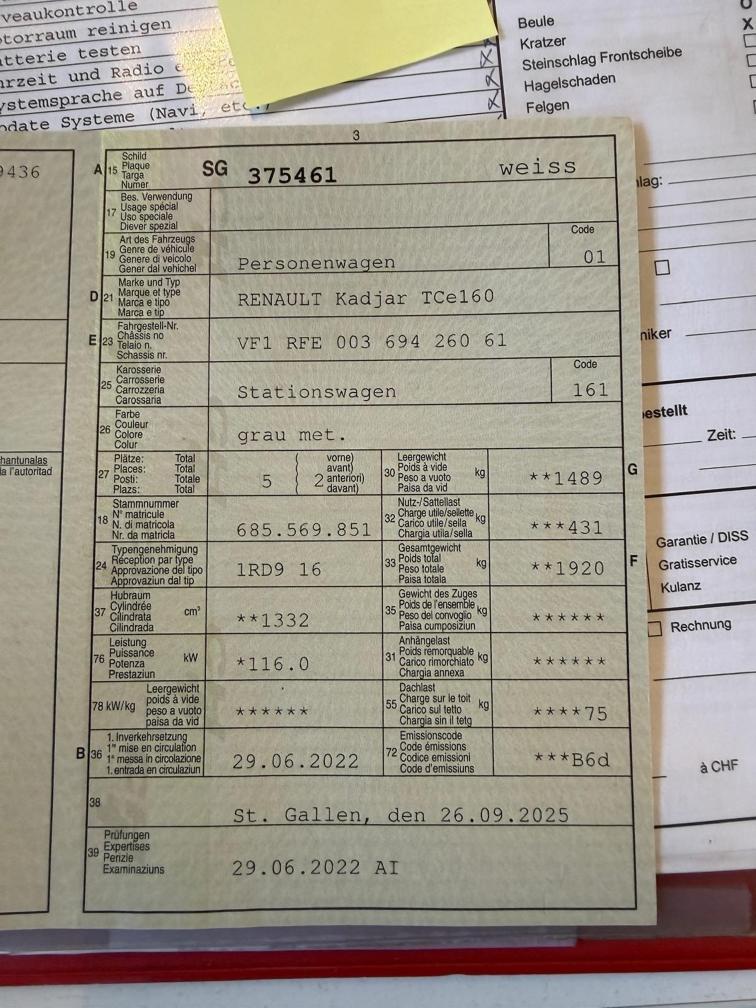 veaukontrolle
torraum reinigen
tterie testen
hrzeit und Radio
ystemsprache auf De
pdate Systeme (Navi, etc.)
Beule
Kratzer
Steinschlag Frontscheibe
Hagelschaden
Felgen
3
9436
A 15 Schild
Plaque
Targa
Numer
SG 375461 weiss
17 Bes. Verwendung
Usage spécial
Uso speciale
Diever spezial
19 Art des Fahrzeugs
Genre de véhicule
Genere di veicolo
Gener dal vehichel
Personenwagen
Code
01
D 21 Marke und Typ
Marque et type
Marca e tipo
Marca e tip
RENAULT Kadjar TCe160
E 23 Fahrgestell-Nr.
Châssis no
Telaio n.
Schassis nr.
VF1 RFE 003 694 260 61
25 Karosserie
Carrosserie
Carrozzeria
Carossaria
Stationswagen
Code
161
26 Farbe
Couleur
Colore
Colur
grau met.
27 Plätze: Total
Places: Total
Posti: Totale
Plazs: Total
5 2
vorne)
avant)
anteriori)
davant)
30 Leergewicht
Poids à vide
Peso a vuoto
Paisa da vid
kg
**1489
G
18 Stammnummer
N° matricule
N. di matricola
Nr. da matricla
685.569.851
32 Nutz-/Sattellast
Charge utile/sellette
Carico utile/sella
Chargia utila/sella
kg
***431
24 Typengenehmigung
Réception par type
Approvazione del tipo
Approvaziun dal tip
1RD9 16
33 Gesamtgewicht
Poids total
Peso totale
Paisa totala
kg
**1920
F
37 Hubraum
Cylindrée
Cilindrata
Cilindrada
cm³
**1332
35 Gewicht des Zuges
Poids de l'ensemble
Peso del convoglio
Paisa cumposiziun
kg
******
76 Leistung
Puissance
Potenza
Prestaziun
kW
*116.0
31 Anhängelast
Poids remorquable
Carico rimorchiato
Chargia annexa
kg
******
78 kW/kg Leergewicht
poids à vide
peso a vuoto
paisa da vid
******
55 Dachlast
Charge sur le toit
Carico sul tetto
Chargia sin il tetg
kg
****75
B 36 1. Inverkehrsetzung
1re mise en circulation
1a messa in circolazione
1. entrada en circulaziun
29.06.2022
72 Emissionscode
Code émissions
Codice emissioni
Code d'emissiuns
***B6d
38
St. Gallen, den 26.09.2025
39 Prüfungen
Expertises
Perizie
Examinaziuns
29.06.2022 AI
hantunalas
a l'autoritad
lag:
niker
estellt
Zeit:
Garantie / DISS
Gratisservice
Kulanz
Rechnung
à CHF